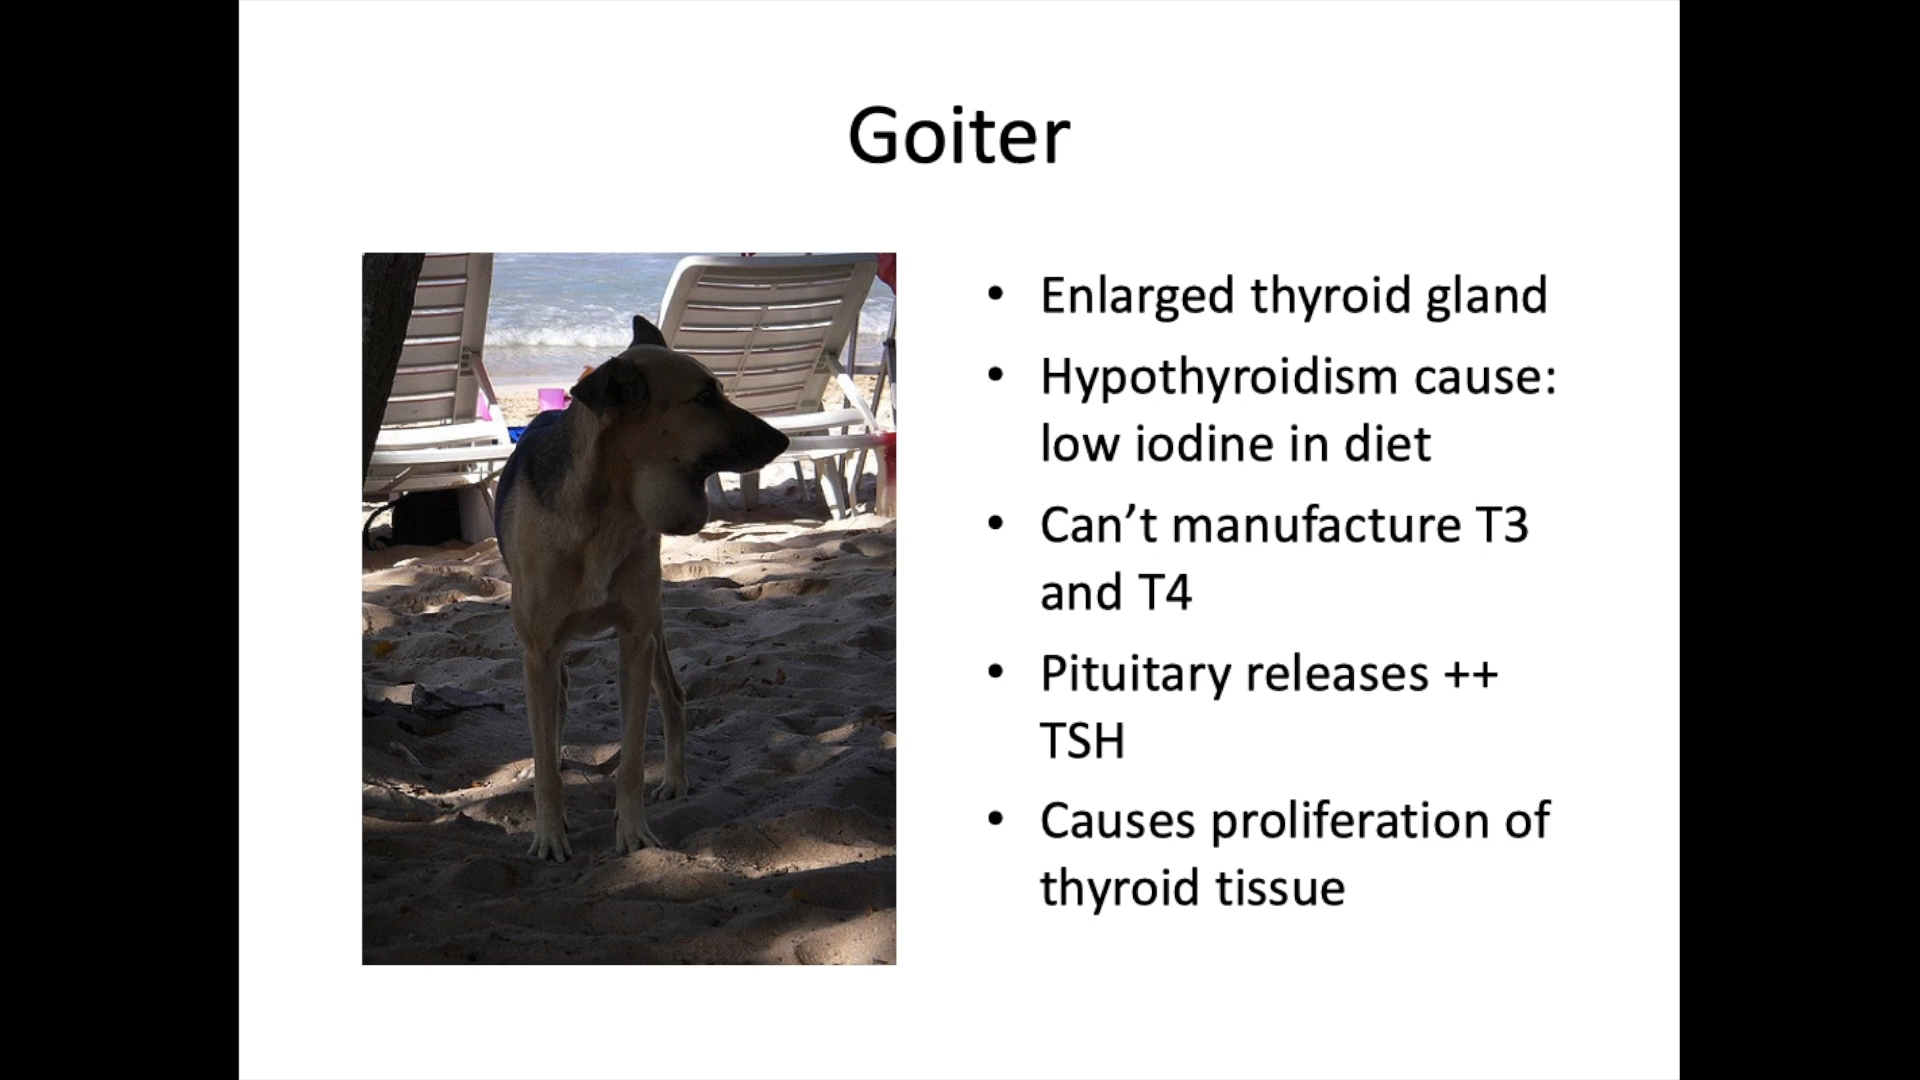 Goiter
• Enlarged thyroid gland
• Hypothyroidism cause:
low iodine in diet
• Can’t manufacture T3
and T4
• Pituitary releases ++
TSH
• Causes proliferation of
thyroid tissue